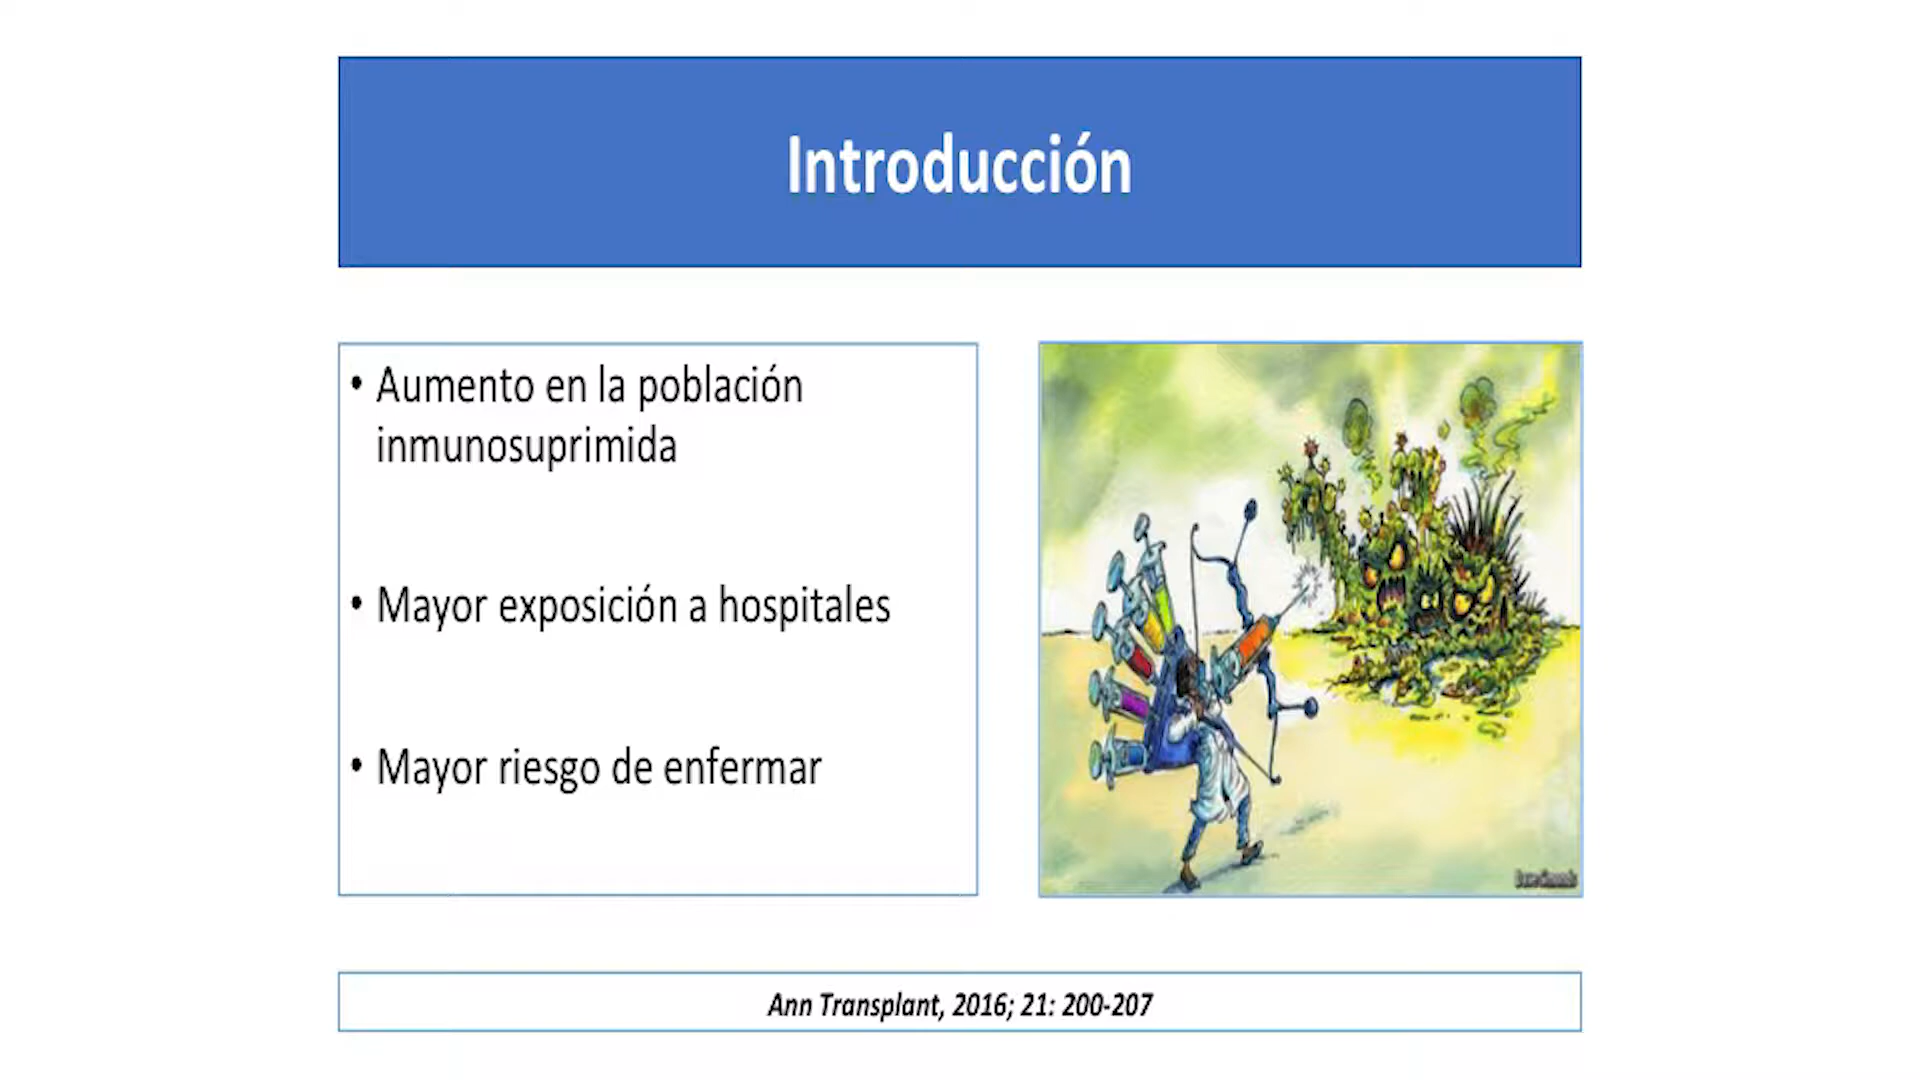 Introducción
• Aumento en la población
inmunosuprimida
• Mayor exposición a hospitales
• Mayor riesgo de enfermar
Ann Transplant, 2016; 21: 200-207